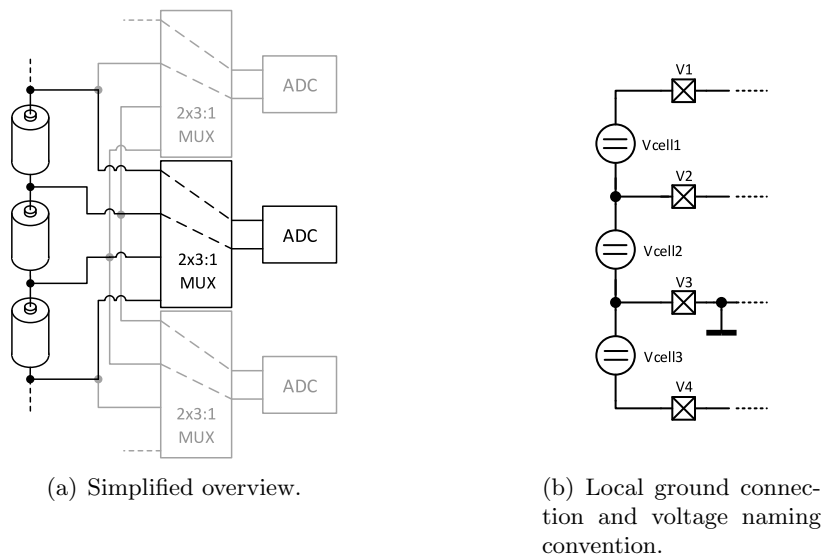 2x3:1
MUX
ADC
2x3:1
MUX
ADC
2x3:1
MUX
ADC
(a) Simplified overview.
V1
Vcell1
V2
Vcell2
V3
Vcell3
V4
(b) Local ground connec-
tion and voltage naming
convention.